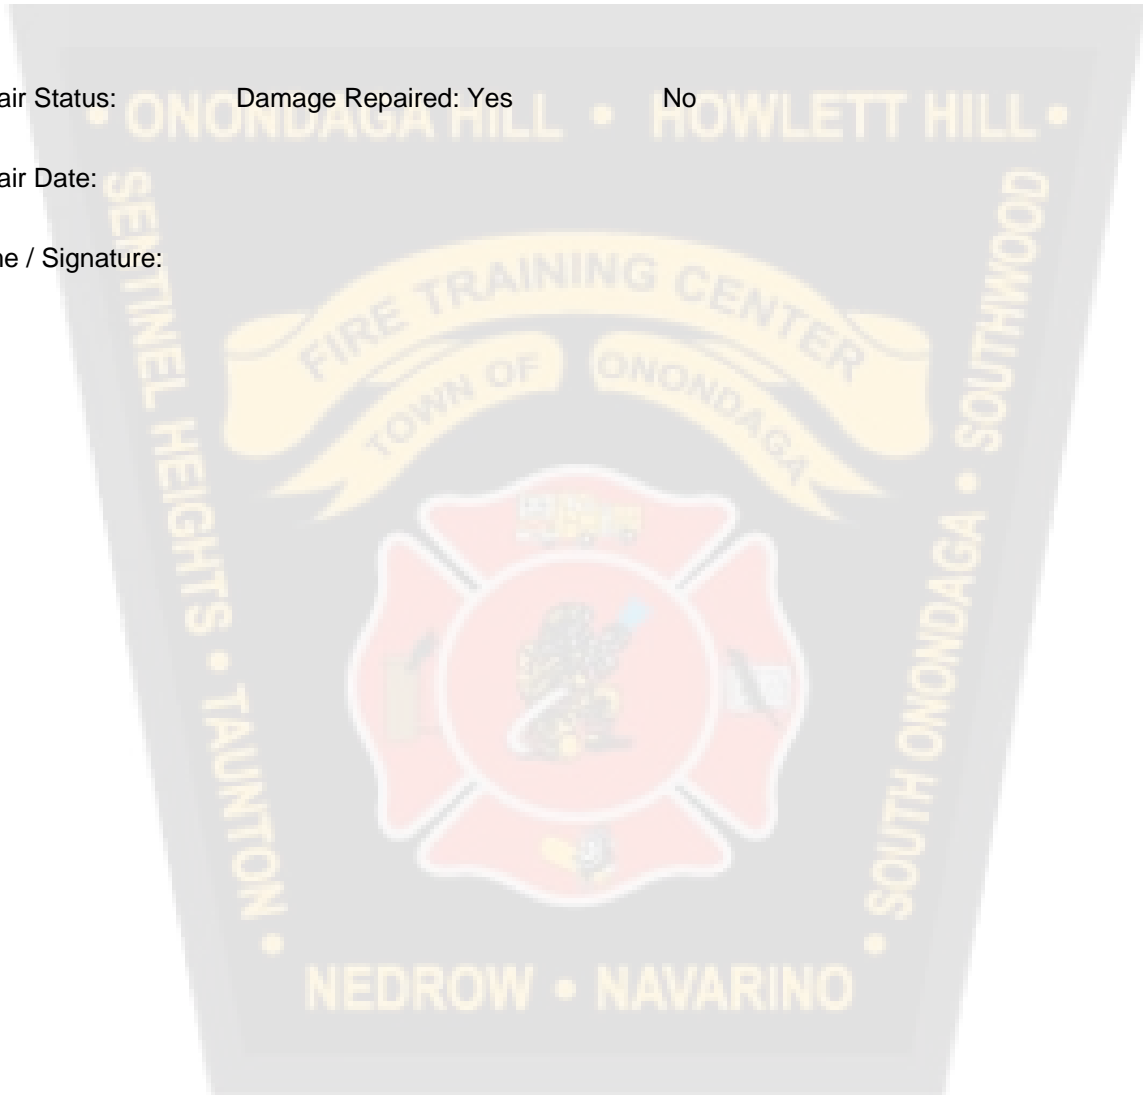 air Status: Damage Repaired: Yes No
• ONONDAGA HILL • HOWLETT HILL •
air Date:
ne / Signature:
FIRE TRAINING CENTER
TOWN OF ONONDAGA
SENTINEL HEIGHTS • TAUNTON •
• SOUTH ONONDAGA • SOUTHWOOD
NEDROW • NAVARINO